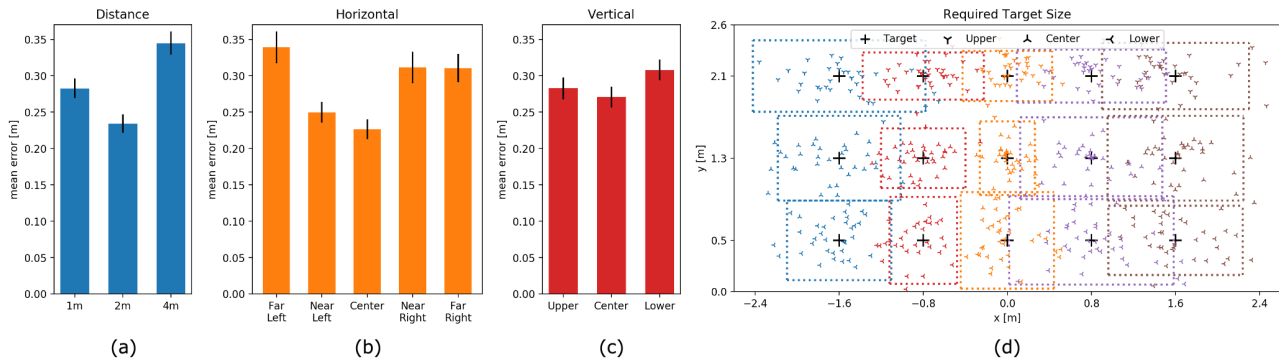 Distance
mean error [m]
0.35
0.30
0.25
0.20
0.15
0.10
0.05
0.00
1m
2m
4m
(a)
Horizontal
mean error [m]
0.35
0.30
0.25
0.20
0.15
0.10
0.05
0.00
Far Left
Near Left
Center
Near Right
Far Right
(b)
Vertical
mean error [m]
0.35
0.30
0.25
0.20
0.15
0.10
0.05
0.00
Upper
Center
Lower
(c)
Required Target Size
Target
Upper
Center
Lower
y [m]
2.6
2.1
1.3
0.5
0.0
−2.4
−1.6
−0.8
0.0
0.8
1.6
2.4
x [m]
(d)